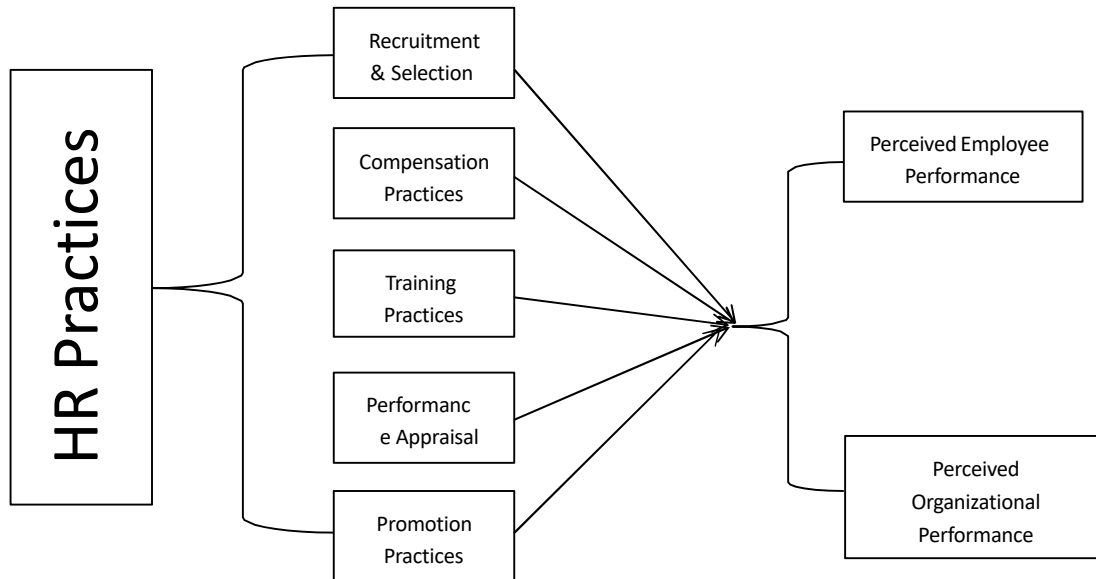 HR Practices
Recruitment
& Selection
Compensation
Practices
Training
Practices
Performanc
e Appraisal
Promotion
Practices
Perceived Employee
Performance
Perceived
Organizational
Performance